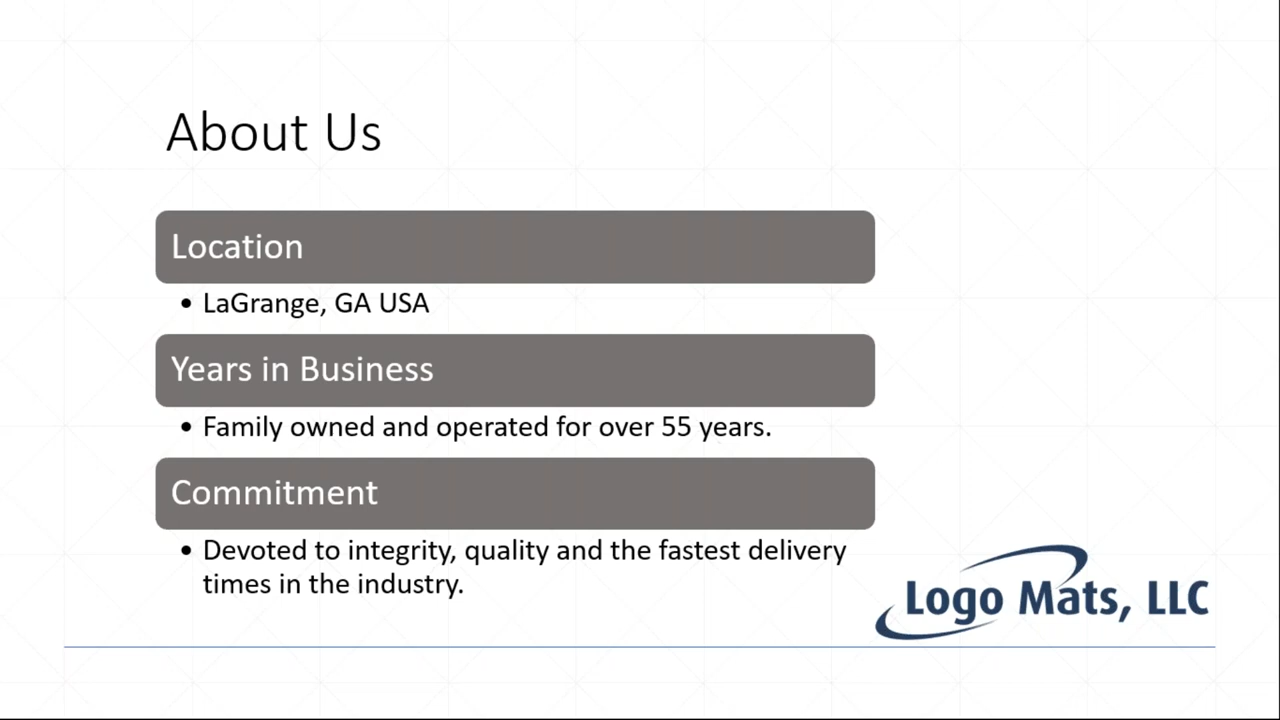 About Us
Location
• LaGrange, GA USA
Years in Business
• Family owned and operated for over 55 years.
Commitment
• Devoted to integrity, quality and the fastest delivery
times in the industry.
Logo Mats, LLC